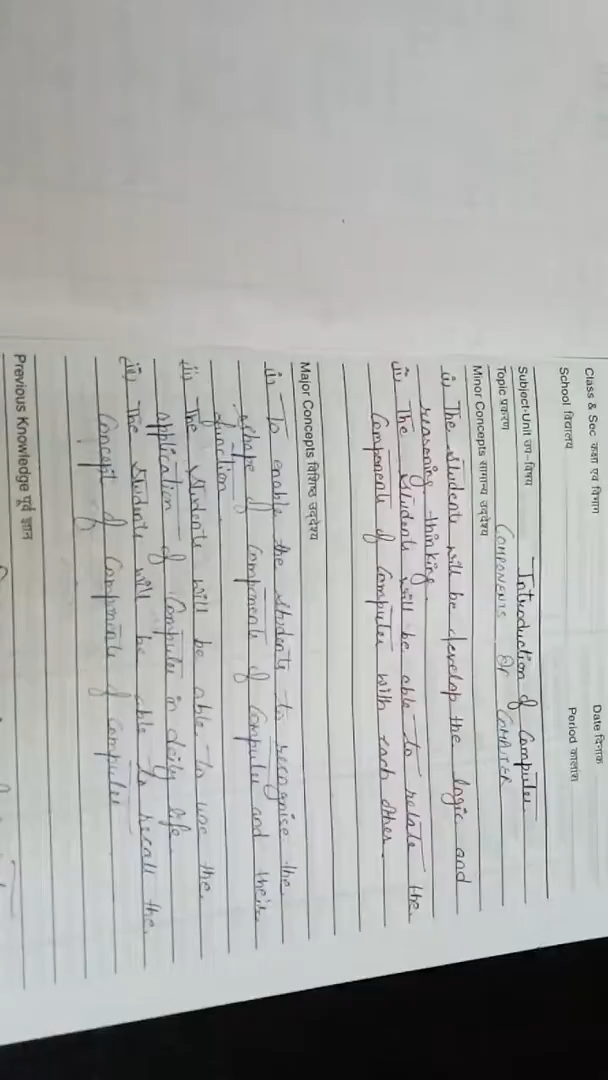 Class & Sec कक्षा एवं विभाग Date दिनांक
School विद्यालय Period कालांश
Subject-Unit उप-विषय Introduction of Computer
Topic प्रकरण COMPONENTS OF COMPUTER
Minor Concepts सामान्य उद्देश्य
(i) The student will be develop the logic and
reasoning thinking.
(ii) The students will be able to relate the
Components of Computer with each other.
Major Concepts विशिष्ठ उद्देश्य
(i) To enable the students to recognise the
shape of Components of Computer and their
function
(ii) The students will be able to use the
application of Computer in daily life
(iii) The students will be able to recall the
Concept of Components of Computer
Previous Knowledge पूर्व ज्ञान